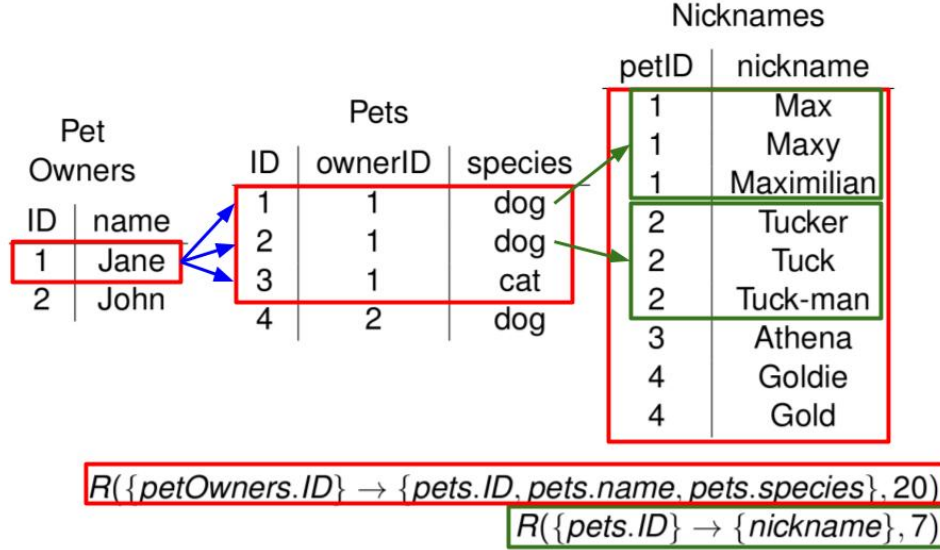 Pet
Owners
ID name
1 Jane
2 John
Pets
ID ownerID species
1 1 dog
2 1 dog
3 1 cat
4 2 dog
Nicknames
petID nickname
1 Max
1 Maxy
1 Maximilian
2 Tucker
2 Tuck
2 Tuck-man
3 Athena
4 Goldie
4 Gold
R({petOwners.ID} → {pets.ID, pets.name, pets.species}, 20)
R({pets.ID} → {nickname}, 7)